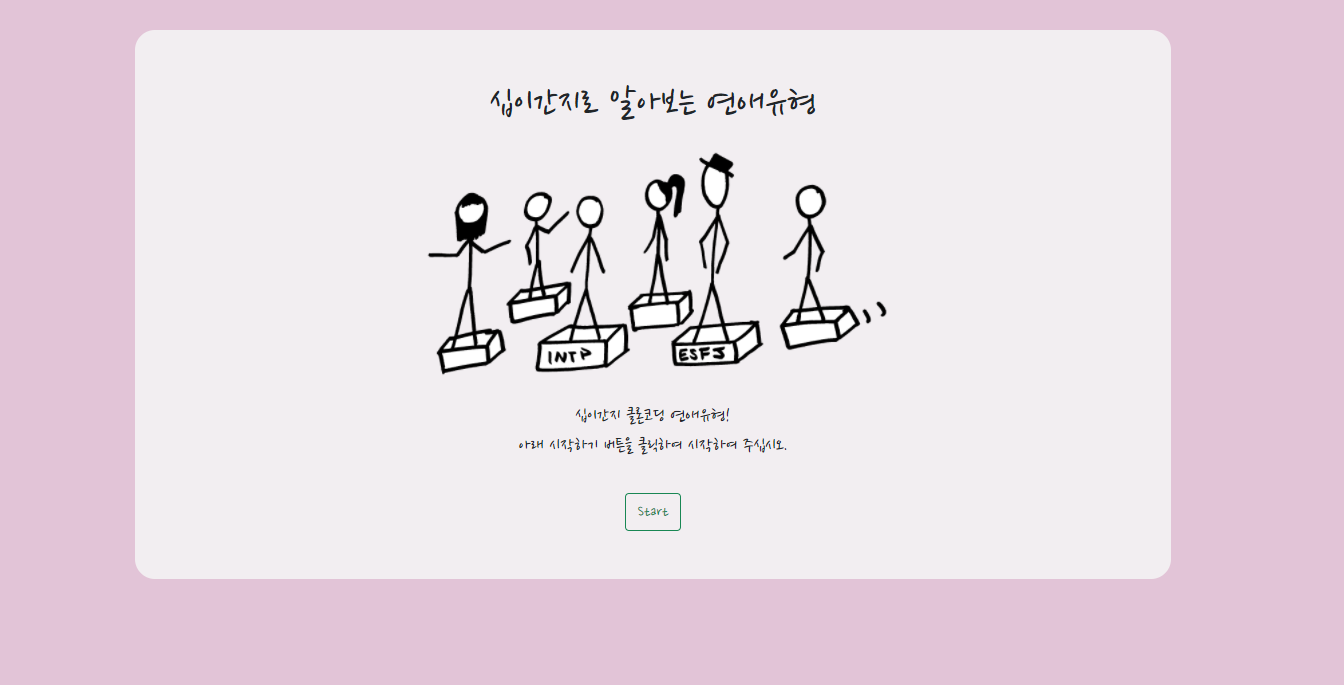 십이간지로 알아보는 연애유형
INTP
ESFJ
십이간지 클론코딩 연애유형!
아래 시작하기 버튼을 클릭하여 시작하여 주십시오.
Start